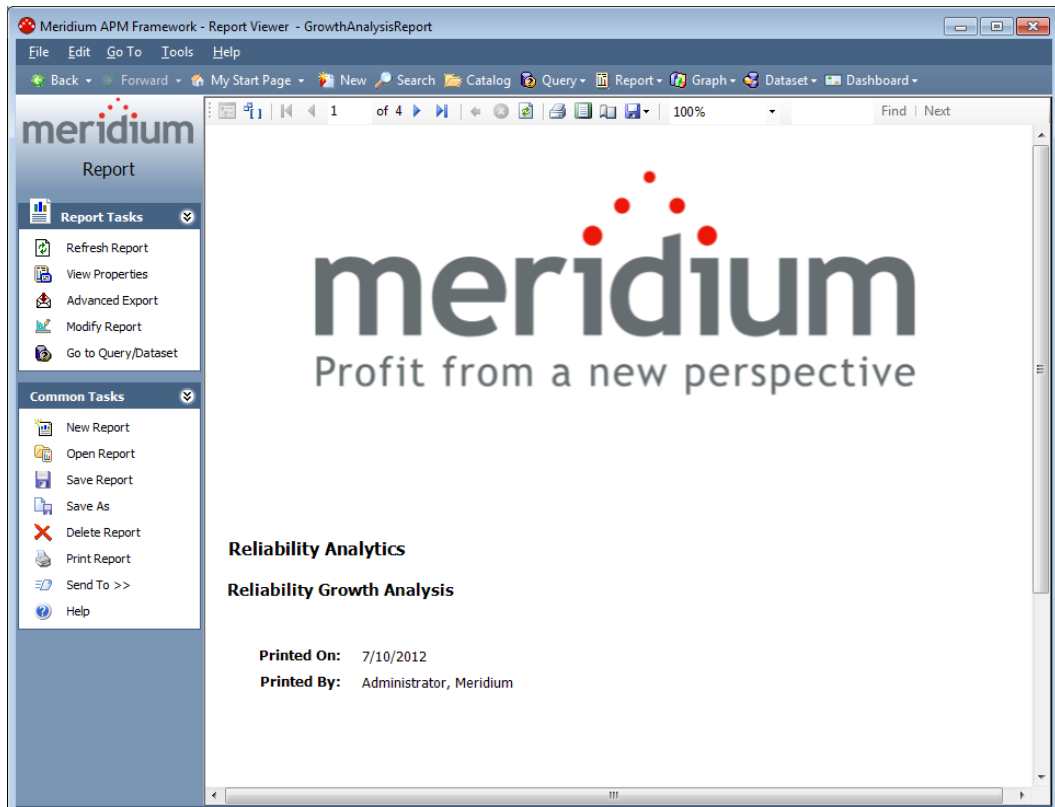 Meridium APM Framework - Report Viewer - GrowthAnalysisReport
File Edit Go To Tools Help
Back Forward My Start Page New Search Catalog Query Report Graph Dataset Dashboard
1 of 4 100% Find | Next
meridium
Report
Report Tasks
Refresh Report
View Properties
Advanced Export
Modify Report
Go to Query/Dataset
Common Tasks
New Report
Open Report
Save Report
Save As
Delete Report
Print Report
Send To >>
Help
meridium
Profit from a new perspective
Reliability Analytics
Reliability Growth Analysis
Printed On: 7/10/2012
Printed By: Administrator, Meridium